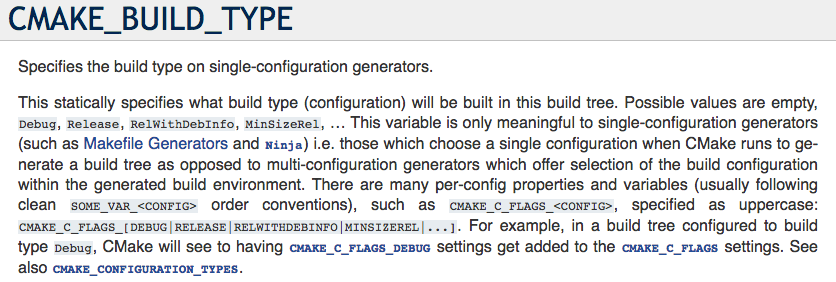 CMAKE_BUILD_TYPE
Specifies the build type on single-configuration generators.
This statically specifies what build type (configuration) will be built in this build tree. Possible values are empty,
Debug, Release, RelWithDebInfo, MinSizeRel, … This variable is only meaningful to single-configuration generators
(such as Makefile Generators and Ninja) i.e. those which choose a single configuration when CMake runs to ge-
nerate a build tree as opposed to multi-configuration generators which offer selection of the build configuration
within the generated build environment. There are many per-config properties and variables (usually following
clean SOME_VAR_<CONFIG> order conventions), such as CMAKE_C_FLAGS_<CONFIG>, specified as uppercase:
CMAKE_C_FLAGS_[DEBUG|RELEASE|RELWITHDEBINFO|MINSIZEREL|...]. For example, in a build tree configured to build
type Debug, CMake will see to having CMAKE_C_FLAGS_DEBUG settings get added to the CMAKE_C_FLAGS settings. See
also CMAKE_CONFIGURATION_TYPES.